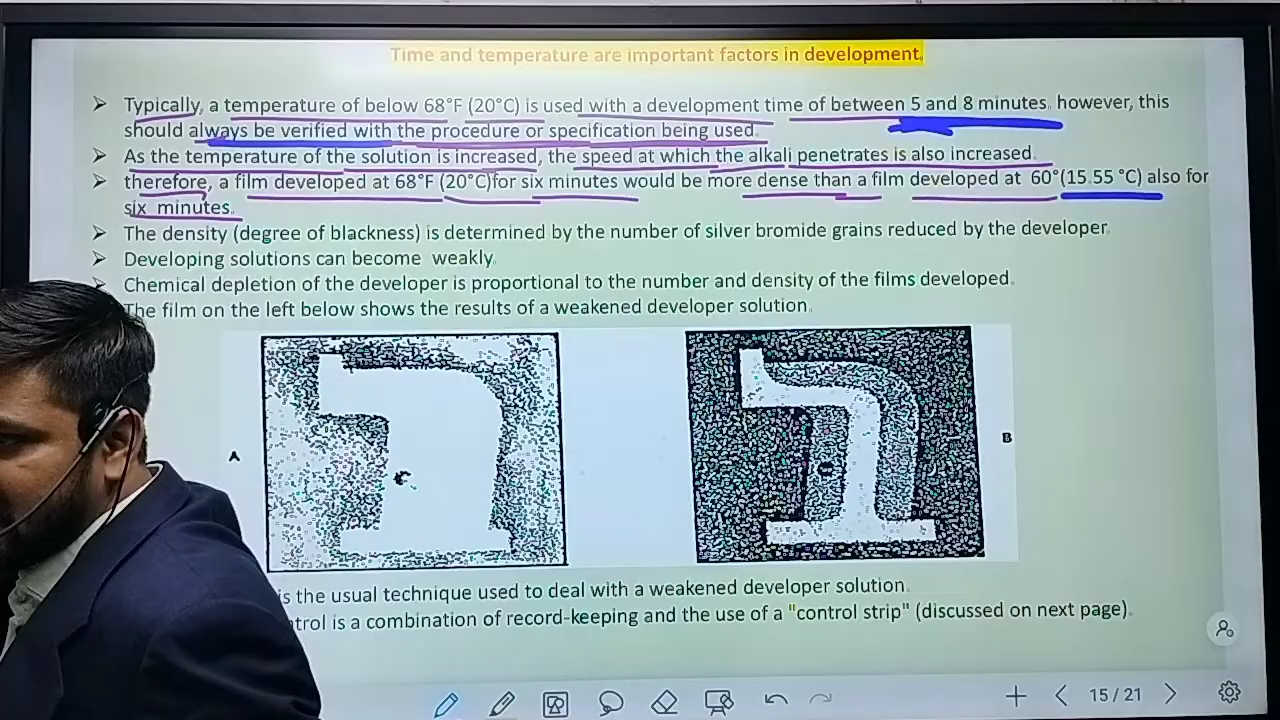 Time and temperature are important factors in development.
Typically, a temperature of below 68°F (20°C) is used with a development time of between 5 and 8 minutes. however, this
should always be verified with the procedure or specification being used.
As the temperature of the solution is increased, the speed at which the alkali penetrates is also increased.
therefore, a film developed at 68°F (20°C)for six minutes would be more dense than a film developed at 60°(15.55 °C) also for
six minutes.
The density (degree of blackness) is determined by the number of silver bromide grains reduced by the developer.
Developing solutions can become weakly.
Chemical depletion of the developer is proportional to the number and density of the films developed.
The film on the left below shows the results of a weakened developer solution.
A
B
is the usual technique used to deal with a weakened developer solution.
trol is a combination of record-keeping and the use of a "control strip" (discussed on next page).
15/21